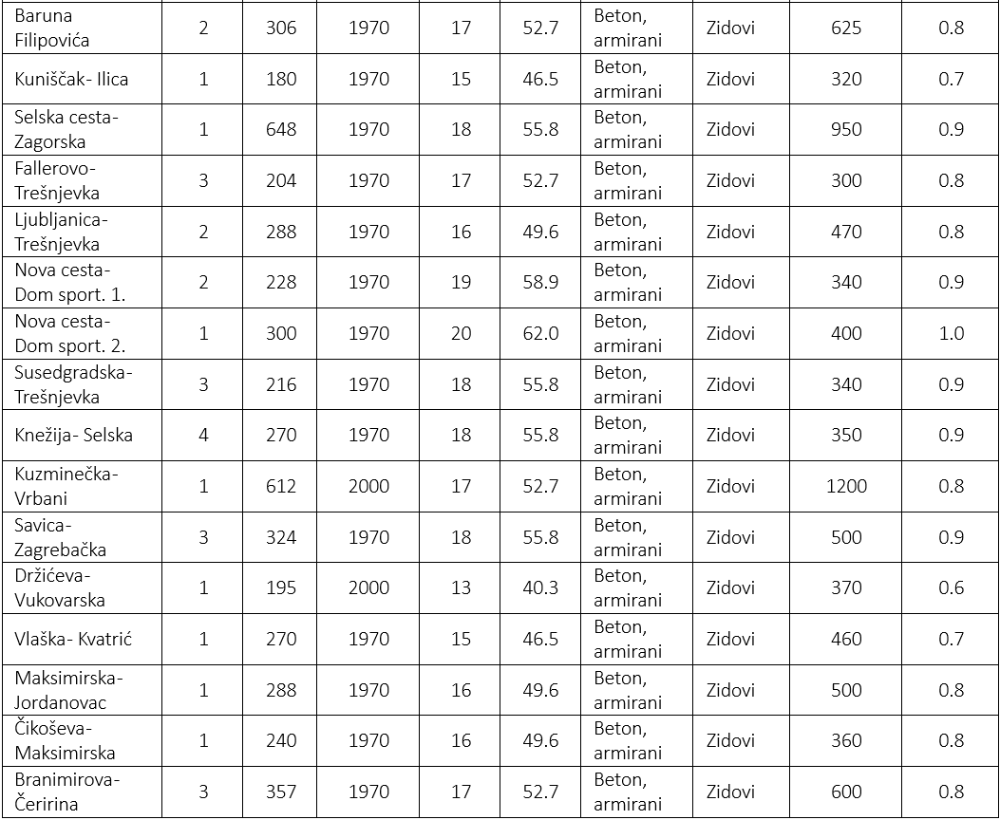 Baruna
Filipovića 2 306 1970 17 52.7 Beton,
armirani Zidovi 625 0.8
Kuniščak- Ilica 1 180 1970 15 46.5 Beton,
armirani Zidovi 320 0.7
Selska cesta-
Zagorska 1 648 1970 18 55.8 Beton,
armirani Zidovi 950 0.9
Fallerovo-
Trešnjevka 3 204 1970 17 52.7 Beton,
armirani Zidovi 300 0.8
Ljubljanica-
Trešnjevka 2 288 1970 16 49.6 Beton,
armirani Zidovi 470 0.8
Nova cesta-
Dom sport. 1. 2 228 1970 19 58.9 Beton,
armirani Zidovi 340 0.9
Nova cesta-
Dom sport. 2. 1 300 1970 20 62.0 Beton,
armirani Zidovi 400 1.0
Susedgradska-
Trešnjevka 3 216 1970 18 55.8 Beton,
armirani Zidovi 340 0.9
Knežija- Selska 4 270 1970 18 55.8 Beton,
armirani Zidovi 350 0.9
Kuzminečka-
Vrbani 1 612 2000 17 52.7 Beton,
armirani Zidovi 1200 0.8
Savica-
Zagrebačka 3 324 1970 18 55.8 Beton,
armirani Zidovi 500 0.9
Držićeva-
Vukovarska 1 195 2000 13 40.3 Beton,
armirani Zidovi 370 0.6
Vlaška- Kvatrić 1 270 1970 15 46.5 Beton,
armirani Zidovi 460 0.7
Maksimirska-
Jordanovac 1 288 1970 16 49.6 Beton,
armirani Zidovi 500 0.8
Čikoševa-
Maksimirska 1 240 1970 16 49.6 Beton,
armirani Zidovi 360 0.8
Branimirova-
Čeririna 3 357 1970 17 52.7 Beton,
armirani Zidovi 600 0.8